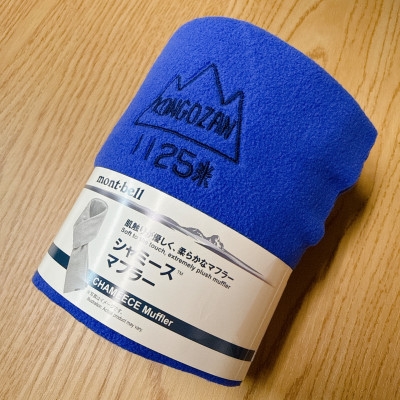 KONGOZAN
1125米
mont-bell
肌触りが優しく、柔らかなマフラー
Soft to the touch, extremely plush muffler
シャミース™
マフラー
CHAMEECE Muffler